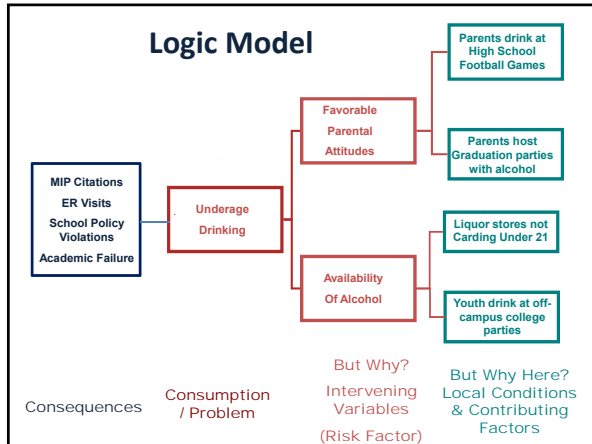 Logic Model
Parents drink at
High School
Football Games
Favorable
Parental
Attitudes
Parents host
Graduation parties
with alcohol
MIP Citations
ER Visits
School Policy
Violations
Academic Failure
Underage
Drinking
Liquor stores not
Carding Under 21
Availability
Of Alcohol
Youth drink at off-
campus college
parties
Consequences
Consumption
/ Problem
But Why?
Intervening
Variables
(Risk Factor)
But Why Here?
Local Conditions
& Contributing
Factors